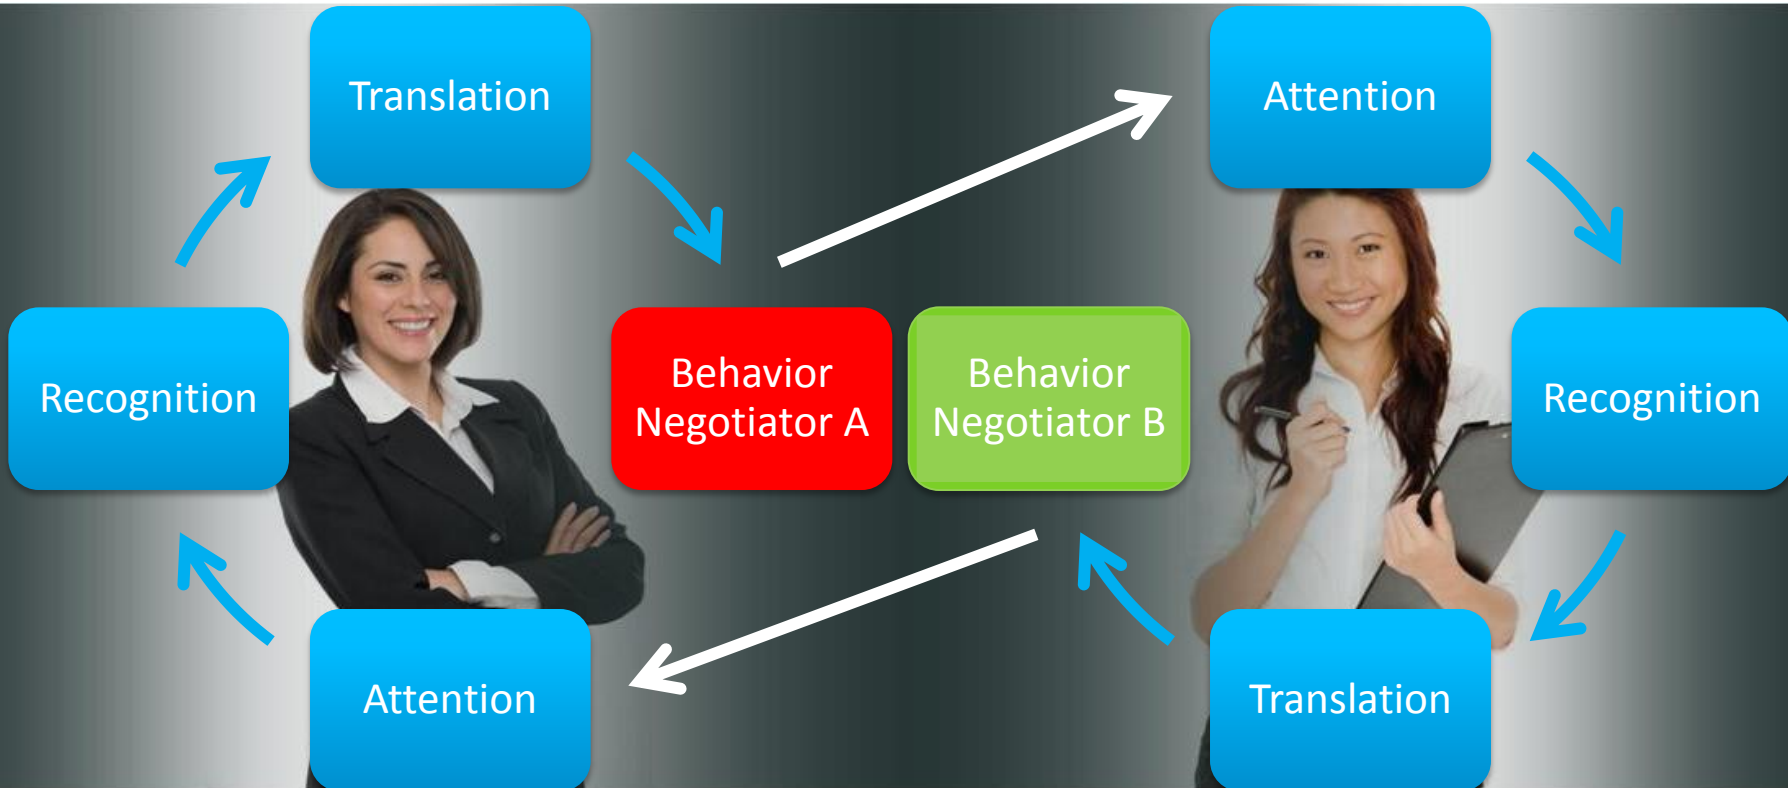 Translation
Attention
Recognition
Behavior
Negotiator A
Behavior
Negotiator B
Recognition
Attention
Translation